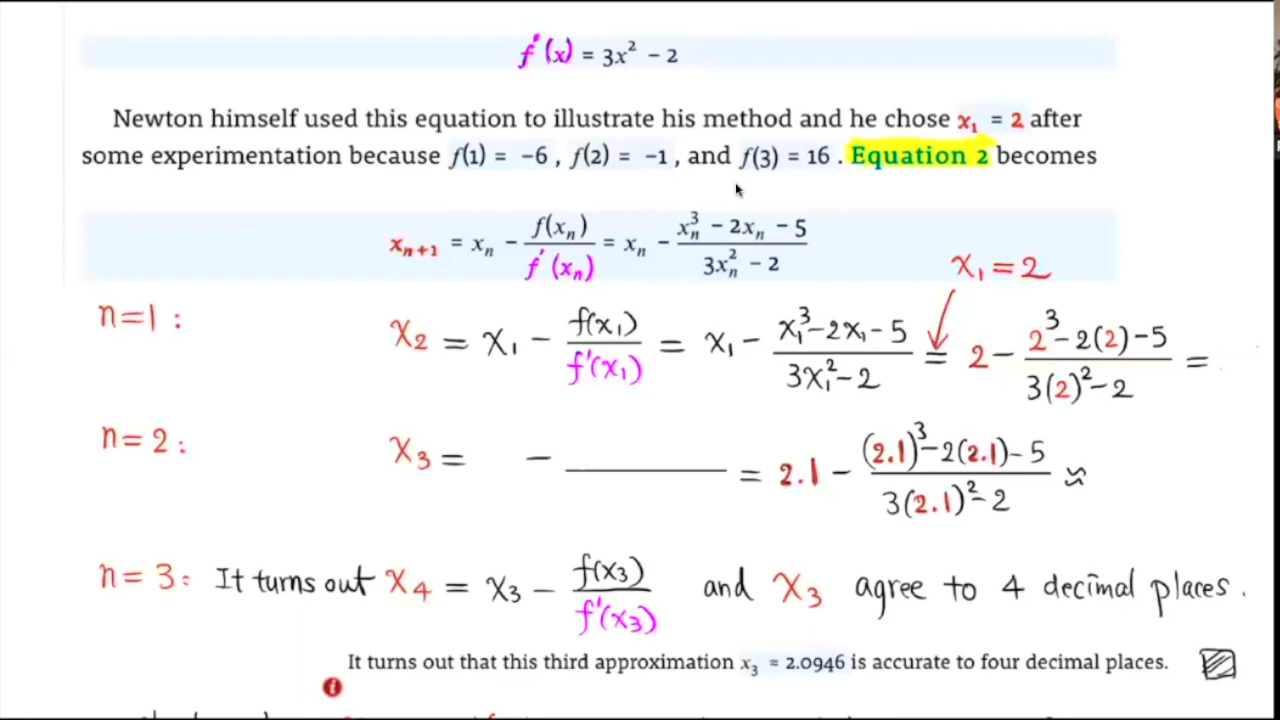 f'(x) = 3x² − 2
Newton himself used this equation to illustrate his method and he chose x₁ = 2 after
some experimentation because f(1) = −6 , f(2) = −1 , and f(3) = 16 . Equation 2 becomes
xₙ₊₁ = xₙ − f(xₙ)/f'(xₙ) = xₙ − (xₙ³ − 2xₙ − 5)/(3xₙ² − 2)
x₁ = 2
n=1 : x₂ = x₁ − f(x₁)/f'(x₁) = x₁ − (x₁³−2x₁−5)/(3x₁²−2) = 2 − (2³−2(2)−5)/(3(2)²−2) =
n=2 : x₃ = − ________ = 2.1 − ((2.1)³−2(2.1)−5)/(3(2.1)²−2) ≈
n=3 : It turns out x₄ = x₃ − f(x₃)/f'(x₃) and x₃ agree to 4 decimal places.
It turns out that this third approximation x₃ ≈ 2.0946 is accurate to four decimal places.